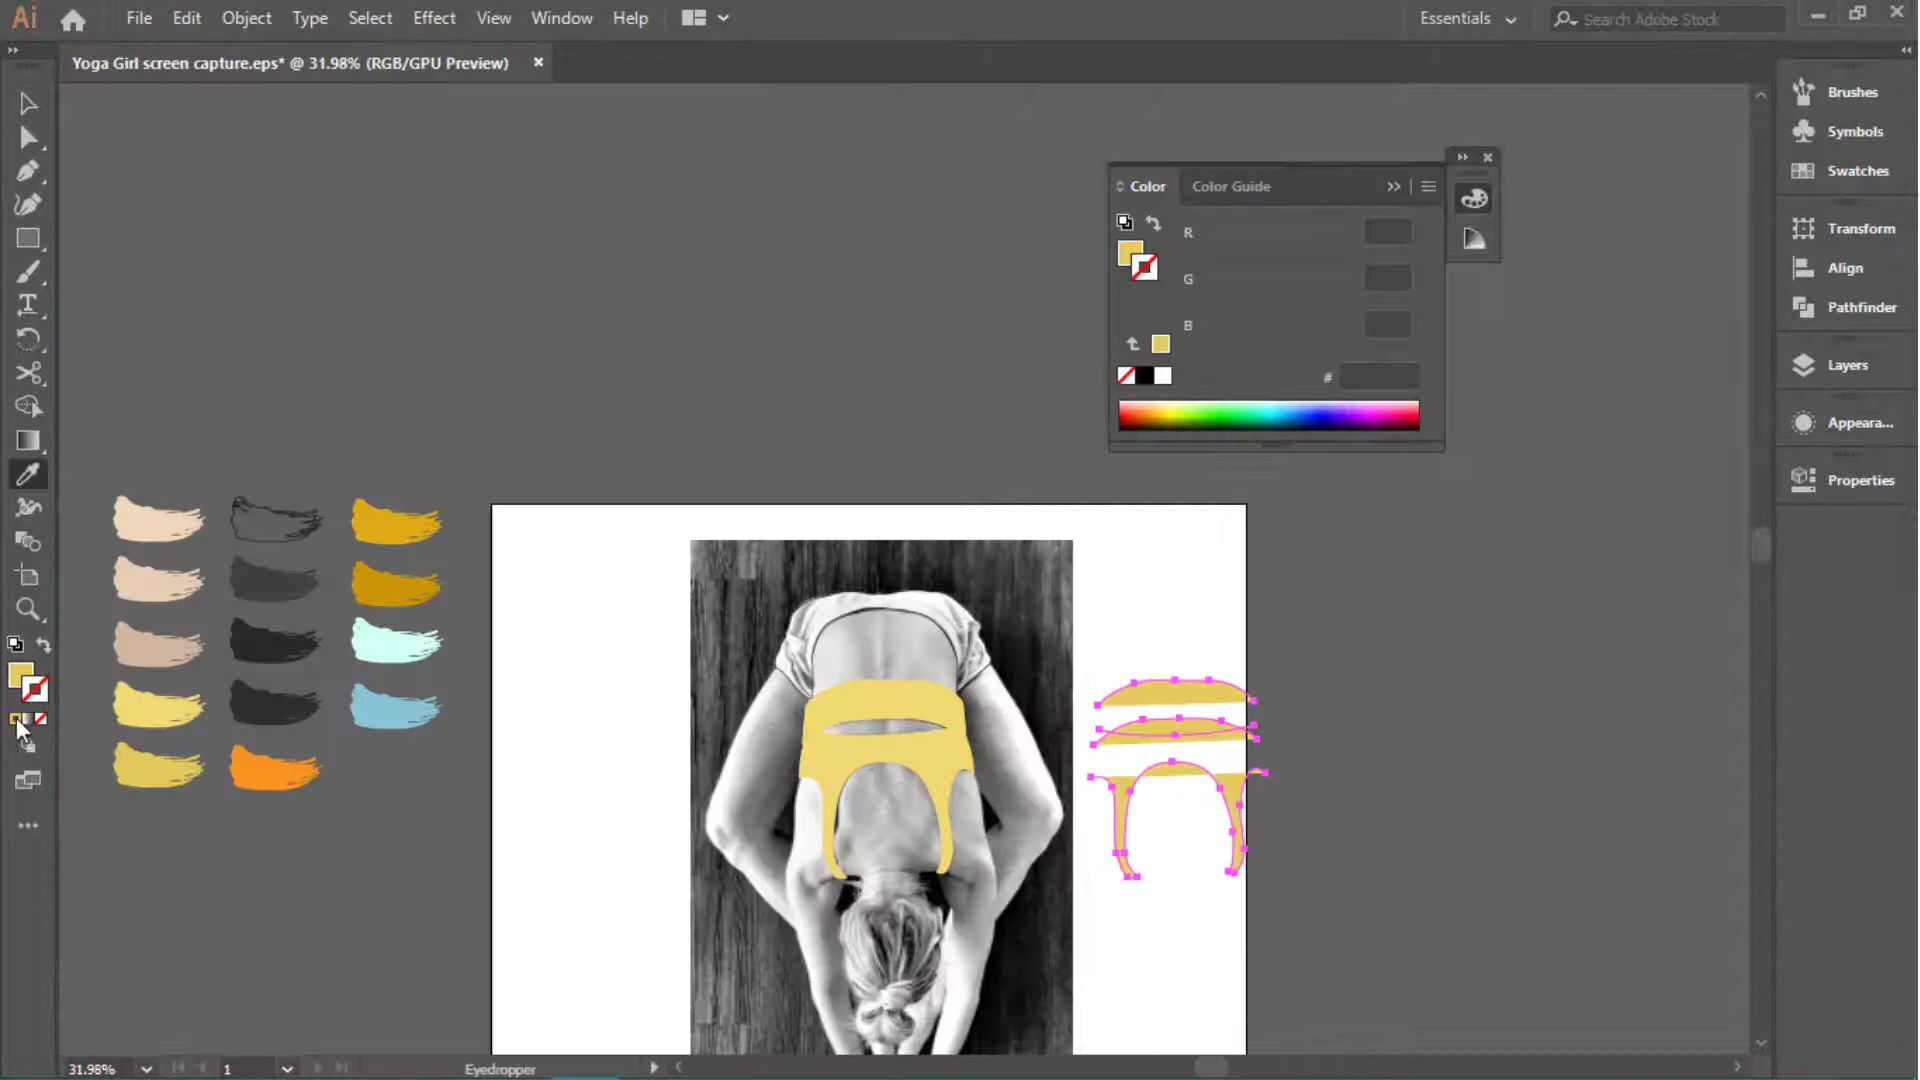 Ai File Edit Object Type Select Effect View Window Help Essentials Search Adobe Stock
Yoga Girl screen capture.eps* @ 31.98% (RGB/GPU Preview)
Brushes
Symbols
Swatches
Transform
Align
Pathfinder
Layers
Appeara...
Properties
Color Color Guide
R
G
B
#
31.98% 1 Eyedropper